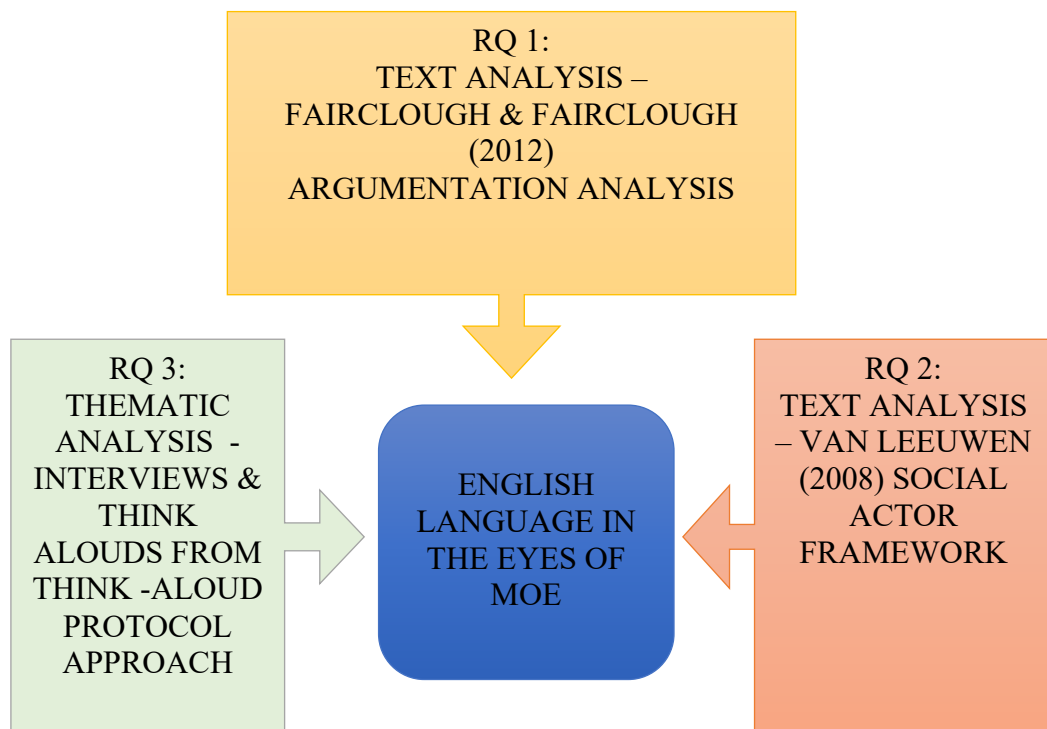 RQ 1:
TEXT ANALYSIS –
FAIRCLOUGH & FAIRCLOUGH
(2012)
ARGUMENTATION ANALYSIS
RQ 3:
THEMATIC
ANALYSIS -
INTERVIEWS &
THINK
ALOUDS FROM
THINK -ALOUD
PROTOCOL
APPROACH
ENGLISH
LANGUAGE IN
THE EYES OF
MOE
RQ 2:
TEXT ANALYSIS
– VAN LEEUWEN
(2008) SOCIAL
ACTOR
FRAMEWORK